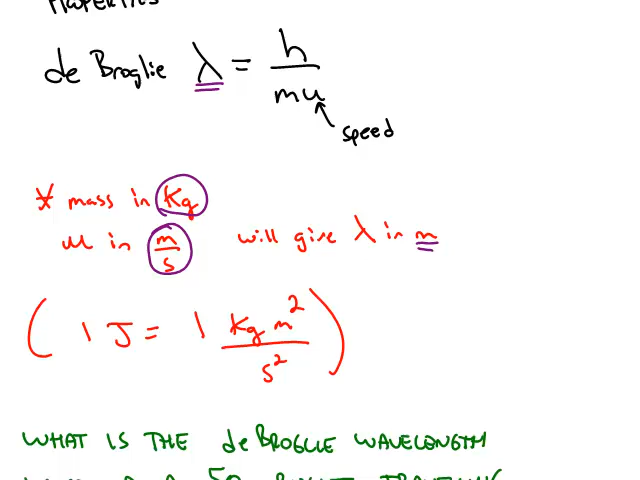 de Broglie λ = h / mu
speed
* mass in Kg
u in m/s will give λ in m
( 1 J = 1 Kg m² / s² )
WHAT IS THE de BROGLIE WAVELENGTH